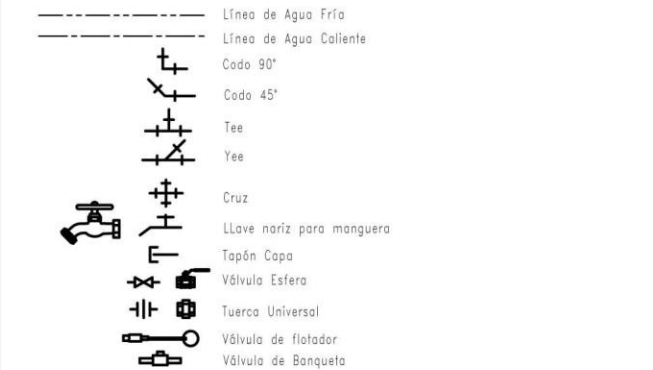 Línea de Agua Fría
Línea de Agua Caliente
Codo 90°
Codo 45°
Tee
Yee
Cruz
LLave nariz para manguera
Tapón Capa
Válvula Esfera
Tuerca Universal
Válvula de flotador
Válvula de Banqueta